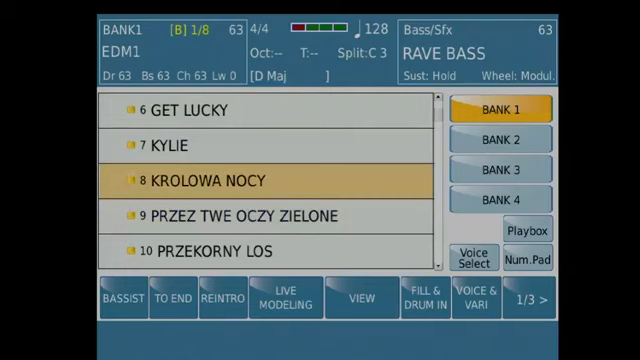 BANK1 [B] 1/8 63
EDM1
Dr 63 Bs 63 Ch 63 Lw 0
4/4 128
Oct:-- T:-- Split:C 3
[D Maj ]
Bass/Sfx 63
RAVE BASS
Sust: Hold Wheel: Modul.
6 GET LUCKY
7 KYLIE
8 KROLOWA NOCY
9 PRZEZ TWE OCZY ZIELONE
10 PRZEKORNY LOS
BANK 1
BANK 2
BANK 3
BANK 4
Playbox
Voice
Select
Num.Pad
BASSIST
TO END
REINTRO
LIVE
MODELING
VIEW
FILL &
DRUM IN
VOICE &
VARI
1/3 >